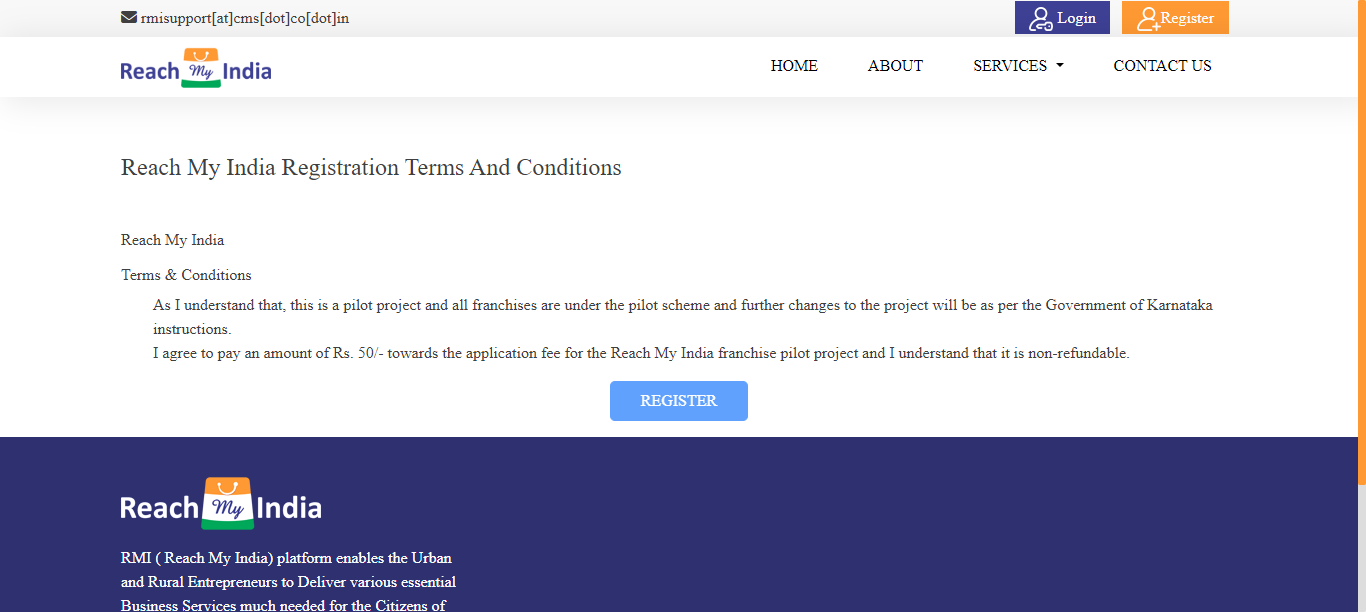 rmisupport[at]cms[dot]co[dot]in
Login
Register
Reach My India
HOME
ABOUT
SERVICES
CONTACT US
Reach My India Registration Terms And Conditions
Reach My India
Terms & Conditions
As I understand that, this is a pilot project and all franchises are under the pilot scheme and further changes to the project will be as per the Government of Karnataka
instructions.
I agree to pay an amount of Rs. 50/- towards the application fee for the Reach My India franchise pilot project and I understand that it is non-refundable.
REGISTER
Reach My India
RMI ( Reach My India) platform enables the Urban
and Rural Entrepreneurs to Deliver various essential
Business Services much needed for the Citizens of